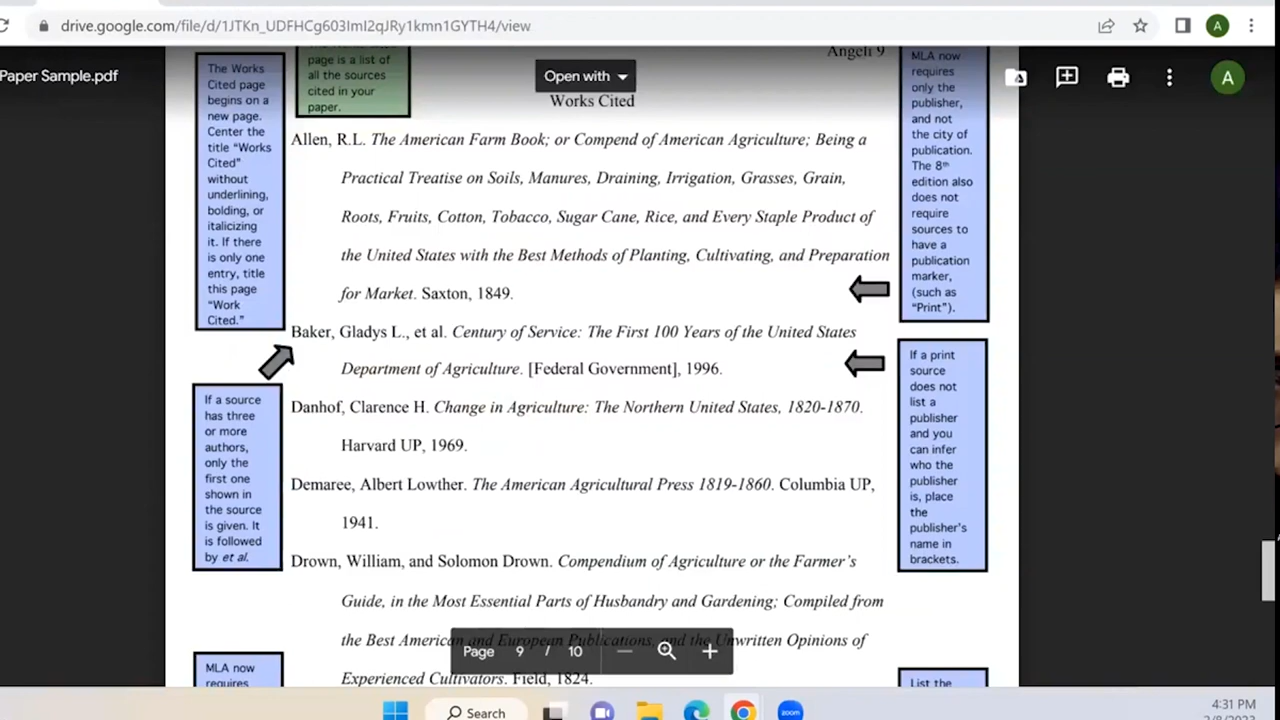 drive.google.com/file/d/1JTKn_UDFHCg603ImI2qJRy1kmn1GYTH4/view
A
Paper Sample.pdf
Open with
A
Angeli 9
The Works
Cited page
begins on a
new page.
Center the
title “Works
Cited”
without
underlining,
bolding, or
italicizing
it. If there
is only one
entry, title
this page
“Work
Cited.”
page is a list of
all the sources
cited in your
paper.
MLA now
requires
only the
publisher,
and not
the city of
publication.
The 8th
edition also
does not
require
sources to
have a
publication
marker,
(such as
“Print”).
Works Cited
Allen, R.L. The American Farm Book; or Compend of American Agriculture; Being a
Practical Treatise on Soils, Manures, Draining, Irrigation, Grasses, Grain,
Roots, Fruits, Cotton, Tobacco, Sugar Cane, Rice, and Every Staple Product of
the United States with the Best Methods of Planting, Cultivating, and Preparation
for Market. Saxton, 1849.
Baker, Gladys L., et al. Century of Service: The First 100 Years of the United States
Department of Agriculture. [Federal Government], 1996.
Danhof, Clarence H. Change in Agriculture: The Northern United States, 1820-1870.
Harvard UP, 1969.
Demaree, Albert Lowther. The American Agricultural Press 1819-1860. Columbia UP,
1941.
Drown, William, and Solomon Drown. Compendium of Agriculture or the Farmer’s
Guide, in the Most Essential Parts of Husbandry and Gardening; Compiled from
the Best American and European Publications, and the Unwritten Opinions of
Experienced Cultivators. Field, 1824.
If a source
has three
or more
authors,
only the
first one
shown in
the source
is given. It
is followed
by et al.
If a print
source
does not
list a
publisher
and you
can infer
who the
publisher
is, place
the
publisher’s
name in
brackets.
MLA now
requires
List the
Page 9 / 10
Search
zoom
4:31 PM
2/8/2023